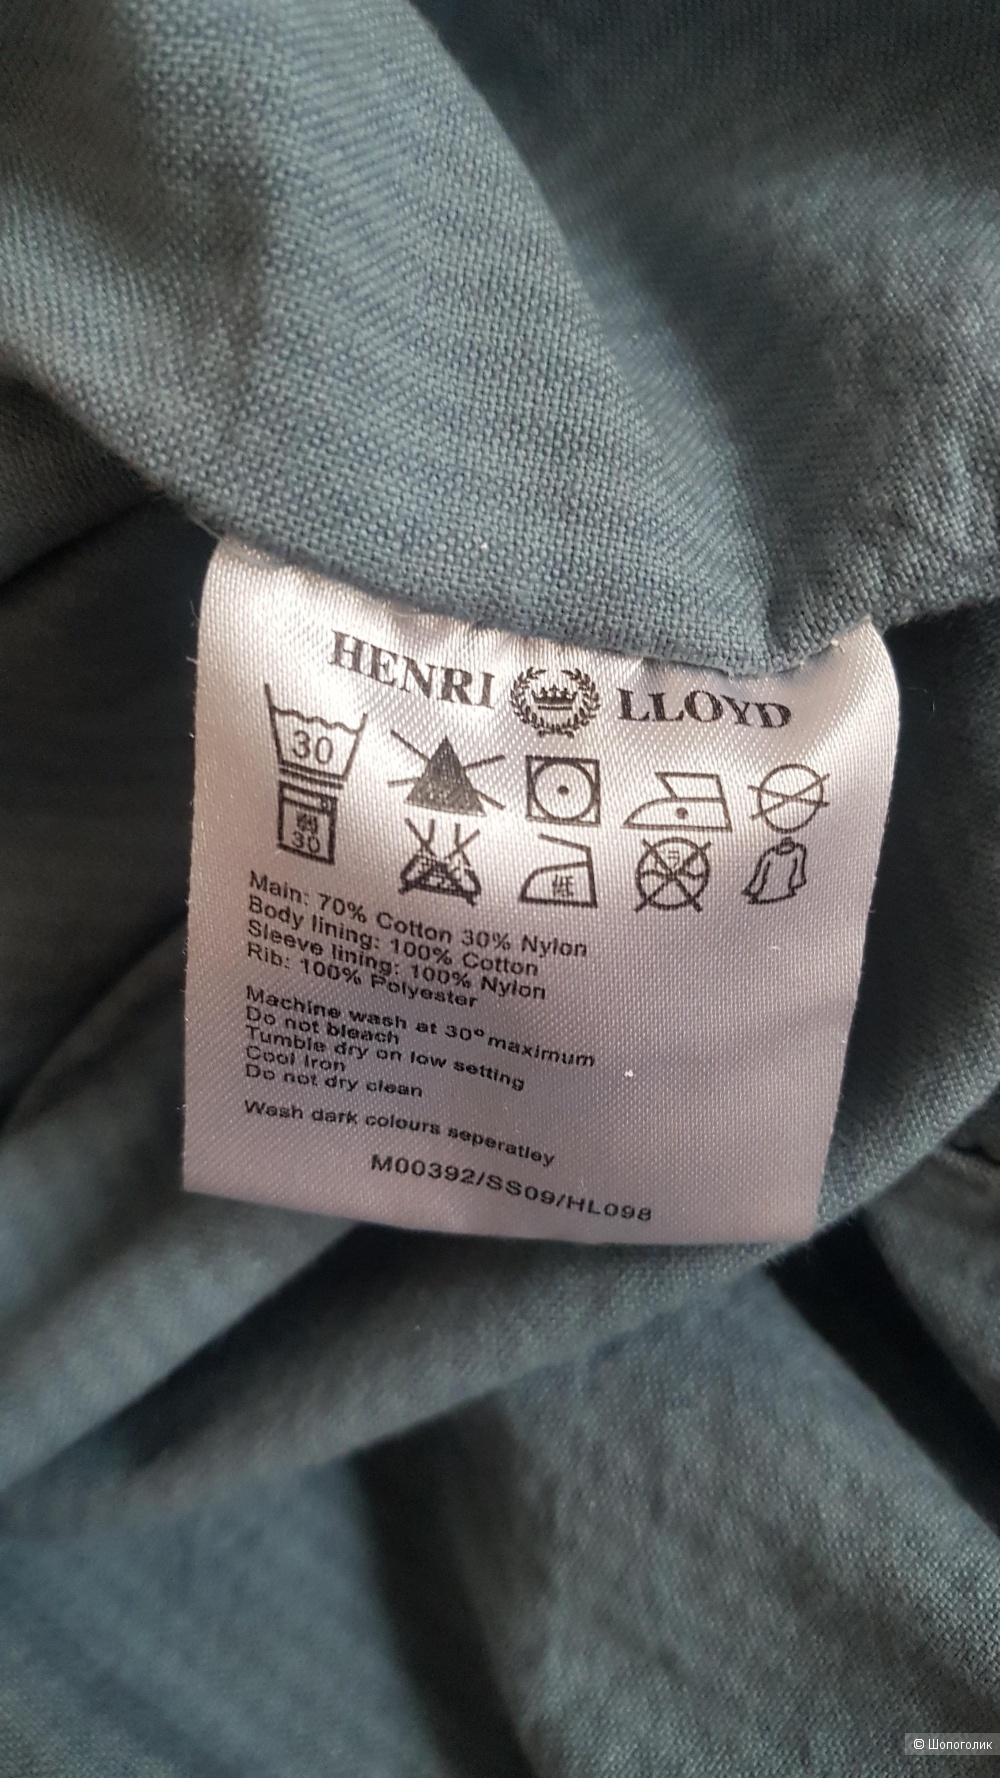 HENRI LLOYD
30
30
低
Main: 70% Cotton 30% Nylon
Body lining: 100% Cotton
Sleeve lining: 100% Nylon
Rib: 100% Polyester
Machine wash at 30° maximum
Do not bleach
Tumble dry on low setting
Cool Iron
Do not dry clean
Wash dark colours seperatley
M00392/SS09/HL098
© Шопоголик